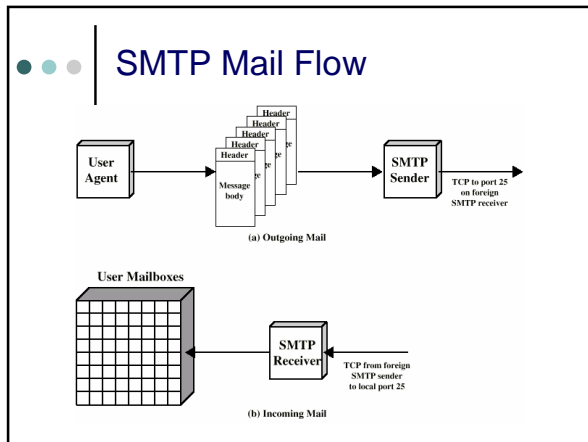 SMTP Mail Flow
Header
Header
Header
Header
Header
Message
body
ge
ge
User
Agent
SMTP
Sender
TCP to port 25
on foreign
SMTP receiver
(a) Outgoing Mail
User Mailboxes
SMTP
Receiver
TCP from foreign
SMTP sender
to local port 25
(b) Incoming Mail